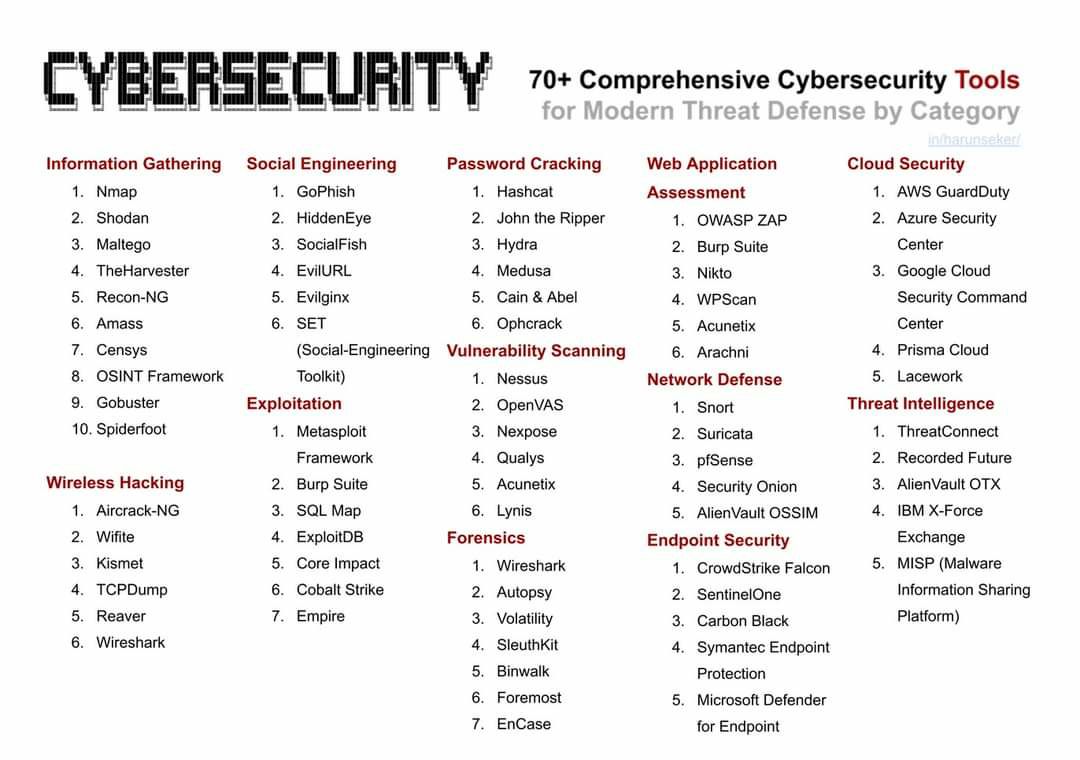 CYBERSECURITY
70+ Comprehensive Cybersecurity Tools
for Modern Threat Defense by Category
in/harunseker/
Information Gathering
1. Nmap
2. Shodan
3. Maltego
4. TheHarvester
5. Recon-NG
6. Amass
7. Censys
8. OSINT Framework
9. Gobuster
10. Spiderfoot
Wireless Hacking
1. Aircrack-NG
2. Wifite
3. Kismet
4. TCPDump
5. Reaver
6. Wireshark
Social Engineering
1. GoPhish
2. HiddenEye
3. SocialFish
4. EvilURL
5. Evilginx
6. SET
(Social-Engineering
Toolkit)
Exploitation
1. Metasploit
Framework
2. Burp Suite
3. SQL Map
4. ExploitDB
5. Core Impact
6. Cobalt Strike
7. Empire
Password Cracking
1. Hashcat
2. John the Ripper
3. Hydra
4. Medusa
5. Cain & Abel
6. Ophcrack
Vulnerability Scanning
1. Nessus
2. OpenVAS
3. Nexpose
4. Qualys
5. Acunetix
6. Lynis
Forensics
1. Wireshark
2. Autopsy
3. Volatility
4. SleuthKit
5. Binwalk
6. Foremost
7. EnCase
Web Application
Assessment
1. OWASP ZAP
2. Burp Suite
3. Nikto
4. WPScan
5. Acunetix
6. Arachni
Network Defense
1. Snort
2. Suricata
3. pfSense
4. Security Onion
5. AlienVault OSSIM
Endpoint Security
1. CrowdStrike Falcon
2. SentinelOne
3. Carbon Black
4. Symantec Endpoint
Protection
5. Microsoft Defender
for Endpoint
Cloud Security
1. AWS GuardDuty
2. Azure Security
Center
3. Google Cloud
Security Command
Center
4. Prisma Cloud
5. Lacework
Threat Intelligence
1. ThreatConnect
2. Recorded Future
3. AlienVault OTX
4. IBM X-Force
Exchange
5. MISP (Malware
Information Sharing
Platform)